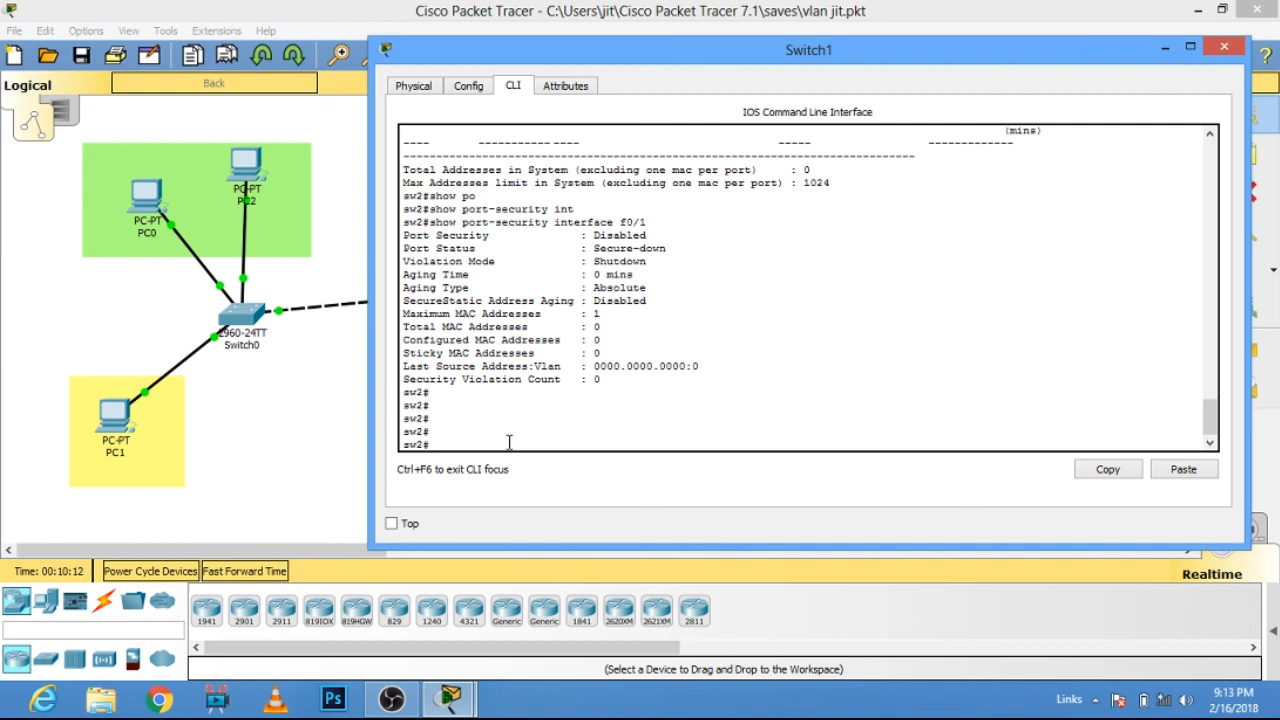 Cisco Packet Tracer - C:\Users\jit\Cisco Packet Tracer 7.1\saves\vlan jit.pkt
File Edit Options View Tools Extensions Help
Logical
Back
Switch1
Physical Config CLI Attributes
IOS Command Line Interface
(mins)
---- ----------- ---- ----- -------------
------------------------------------------------------------------------------
Total Addresses in System (excluding one mac per port) : 0
Max Addresses limit in System (excluding one mac per port) : 1024
sw2#show po
sw2#show port-security int
sw2#show port-security interface f0/1
Port Security : Disabled
Port Status : Secure-down
Violation Mode : Shutdown
Aging Time : 0 mins
Aging Type : Absolute
SecureStatic Address Aging : Disabled
Maximum MAC Addresses : 1
Total MAC Addresses : 0
Configured MAC Addresses : 0
Sticky MAC Addresses : 0
Last Source Address:Vlan : 0000.0000.0000:0
Security Violation Count : 0
sw2#
sw2#
sw2#
sw2#
sw2#
Ctrl+F6 to exit CLI focus
Copy Paste
Top
PC-PT
PC0
PC-PT
PC2
2960-24TT
Switch0
PC-PT
PC1
Time: 00:10:12 Power Cycle Devices Fast Forward Time
Realtime
1941 2901 2911 819IOX 819HGW 829 1240 4321 Generic Generic 1841 2620XM 2621XM 2811
(Select a Device to Drag and Drop to the Workspace)
Ps
Links
9:13 PM
2/16/2018